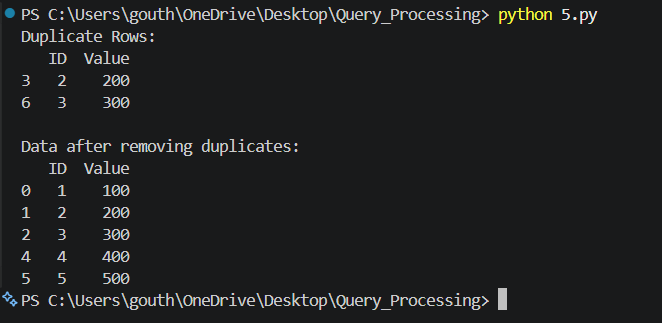 PS C:\Users\gouth\OneDrive\Desktop\Query_Processing> python 5.py
Duplicate Rows:
   ID  Value
3   2    200
6   3    300

Data after removing duplicates:
   ID  Value
0   1    100
1   2    200
2   3    300
4   4    400
5   5    500
PS C:\Users\gouth\OneDrive\Desktop\Query_Processing>